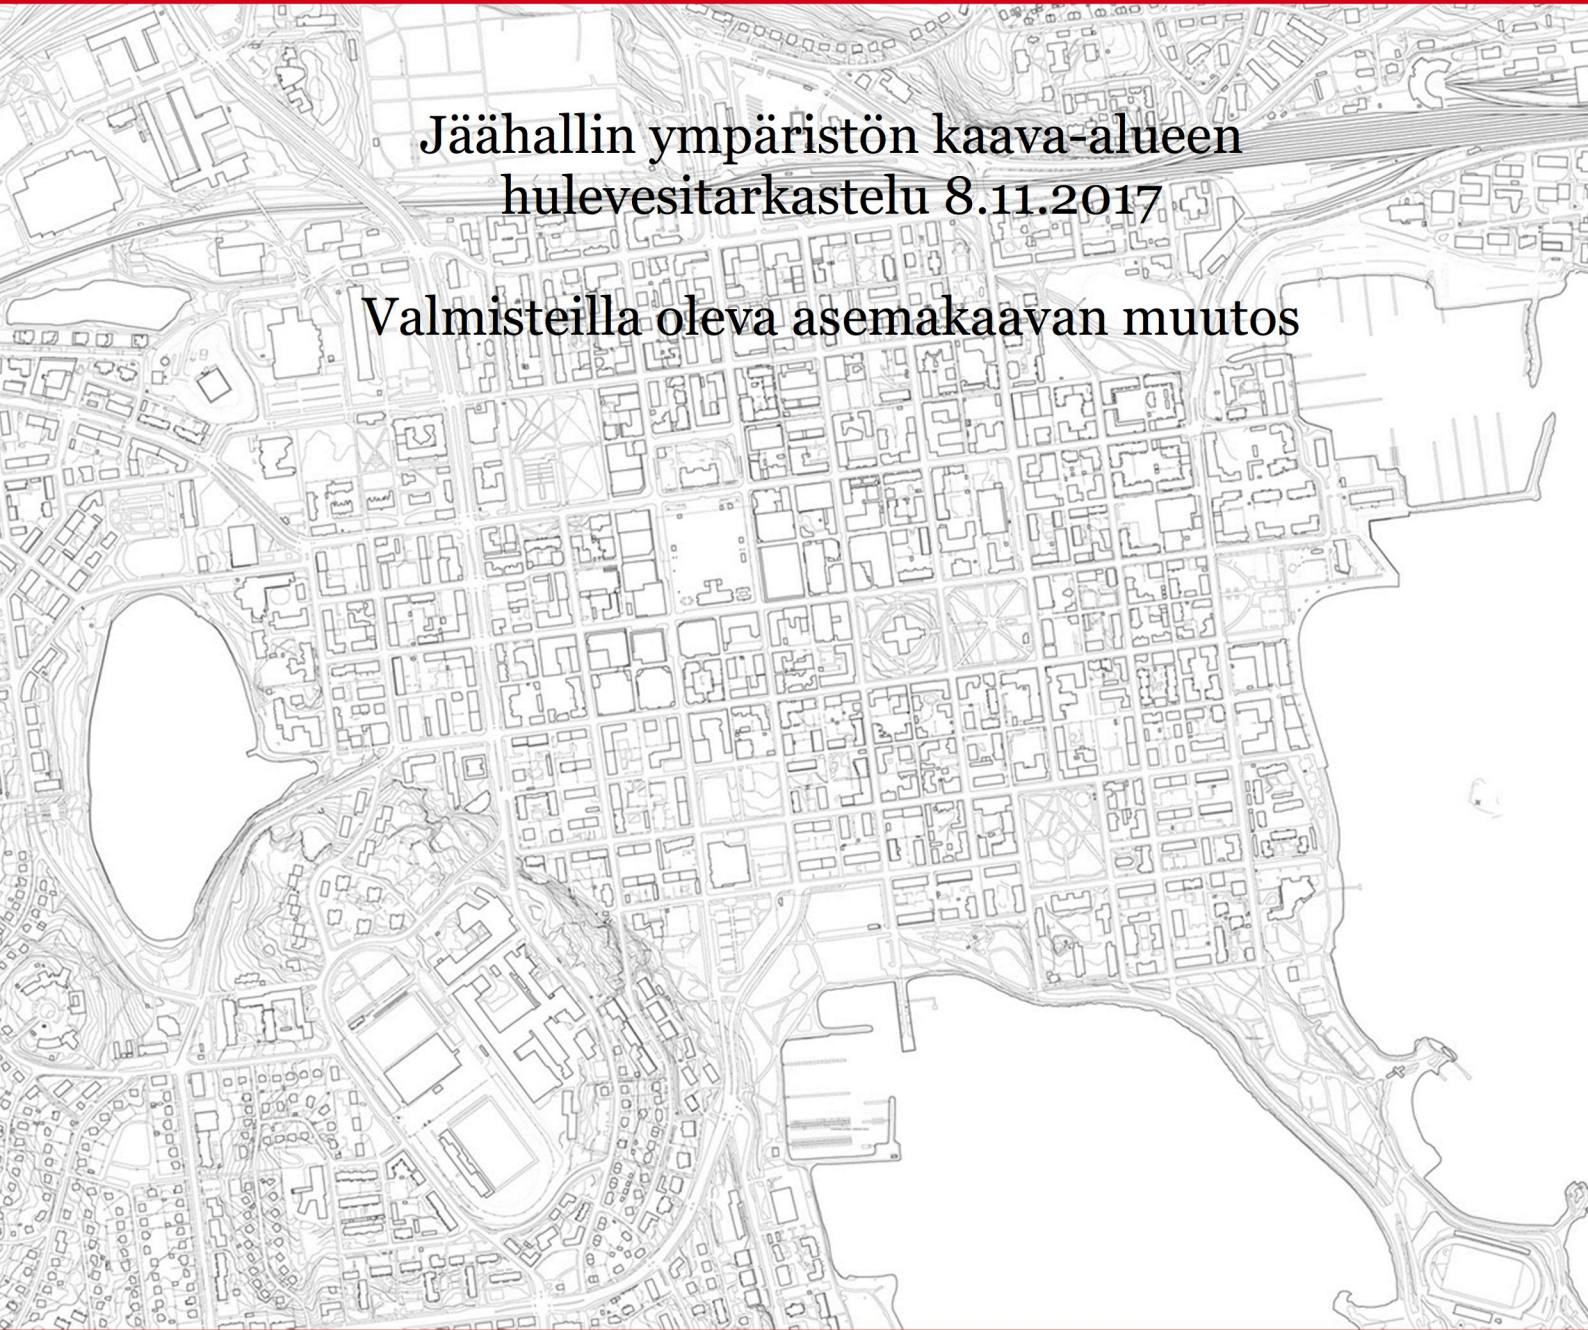 Jäähallin ympäristön kaava-alueen
hulevesitarkastelu 8.11.2017
Valmisteilla oleva asemakaavan muutos